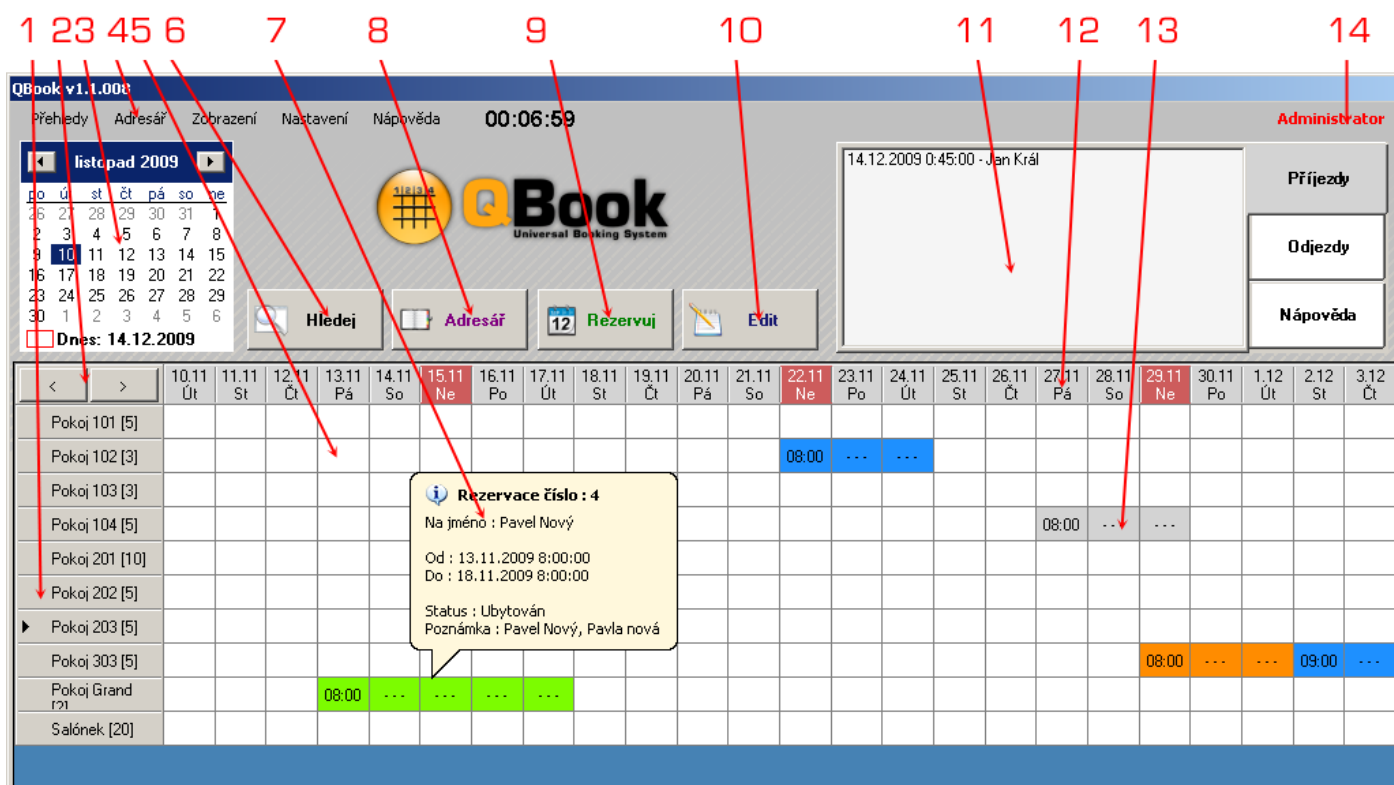 1 2 3 4 5 6 7 8 9 10 11 12 13 14
QBook v1.1.008
Přehledy Adresář Zobrazení Nastavení Nápověda 00:06:59 Administrator
listopad 2009
po ú st čt pá so ne
26 27 28 29 30 31 1
2 3 4 5 6 7 8
9 10 11 12 13 14 15
16 17 18 19 20 21 22
23 24 25 26 27 28 29
30 1 2 3 4 5 6
Dnes: 14.12.2009
1 2 3 4
QBook
Universal Booking System
Hledej
Adresář
12 Rezervuj
Edit
14.12.2009 0:45:00 - Jan Král
Příjezdy
Odjezdy
Nápověda
< >
10.11 11.11 12.11 13.11 14.11 15.11 16.11 17.11 18.11 19.11 20.11 21.11 22.11 23.11 24.11 25.11 26.11 27.11 28.11 29.11 30.11 1.12 2.12 3.12
Út St Čt Pá So Ne Po Út St Čt Pá So Ne Po Út St Čt Pá So Ne Po Út St Čt
Pokoj 101 [5]
Pokoj 102 [3] 08:00 --- ---
Pokoj 103 [3]
Pokoj 104 [5] 08:00 --- ---
Pokoj 201 [10]
Pokoj 202 [5]
Pokoj 203 [5]
Pokoj 303 [5] 08:00 --- --- 09:00 ---
Pokoj Grand
[2] 08:00 --- --- --- ---
Salónek [20]
Rezervace číslo : 4
Na jméno : Pavel Nový
Od : 13.11.2009 8:00:00
Do : 18.11.2009 8:00:00
Status : Ubytován
Poznámka : Pavel Nový, Pavla nová